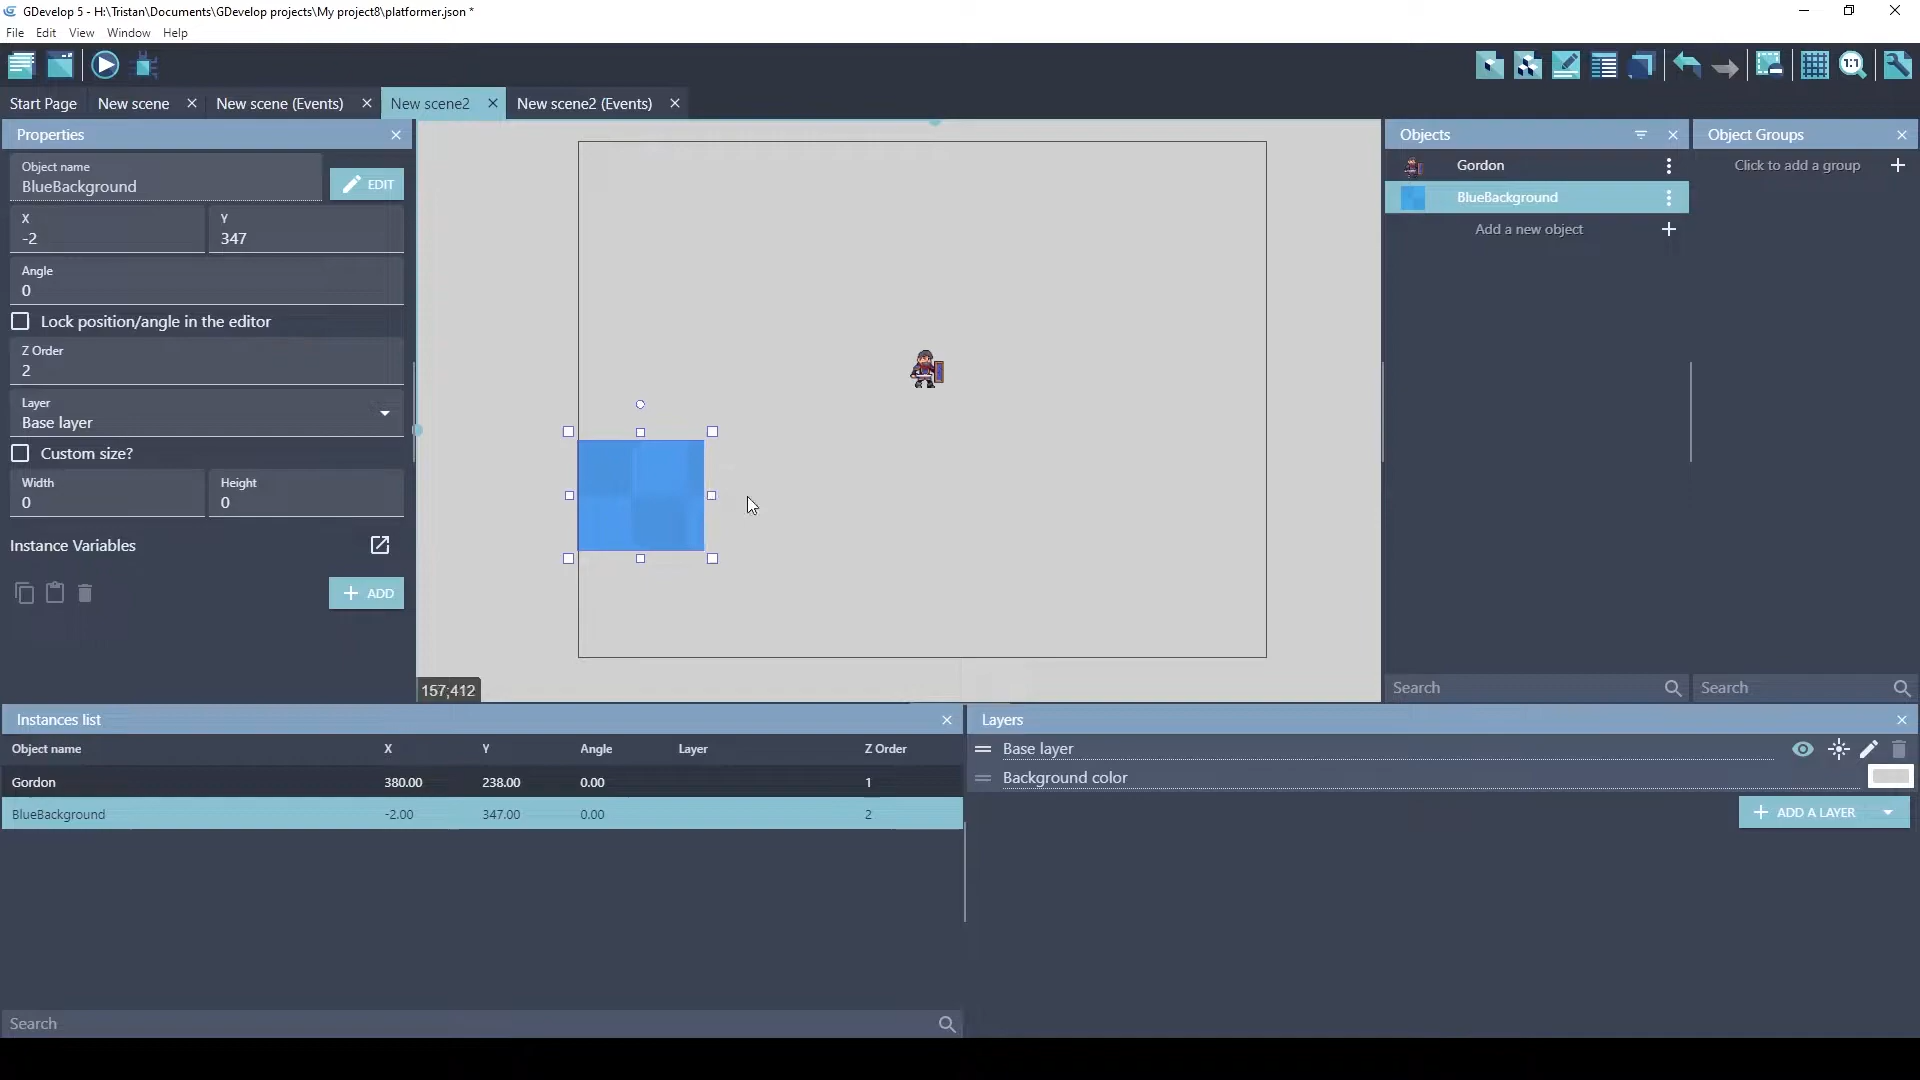 GDevelop 5 - H:\Tristan\Documents\GDevelop projects\My project8\platformer.json *
File Edit View Window Help
1:1
Start Page New scene New scene (Events) New scene2 New scene2 (Events)
Properties
Object name
BlueBackground
EDIT
X Y
-2 347
Angle
0
Lock position/angle in the editor
Z Order
2
Layer
Base layer
Custom size?
Width Height
0 0
Instance Variables
ADD
157;412
Objects
Gordon
BlueBackground
Add a new object
Search
Object Groups
Click to add a group
Search
Instances list
Object name X Y Angle Layer Z Order
Gordon 380.00 238.00 0.00 1
BlueBackground -2.00 347.00 0.00 2
Search
Layers
Base layer
Background color
ADD A LAYER